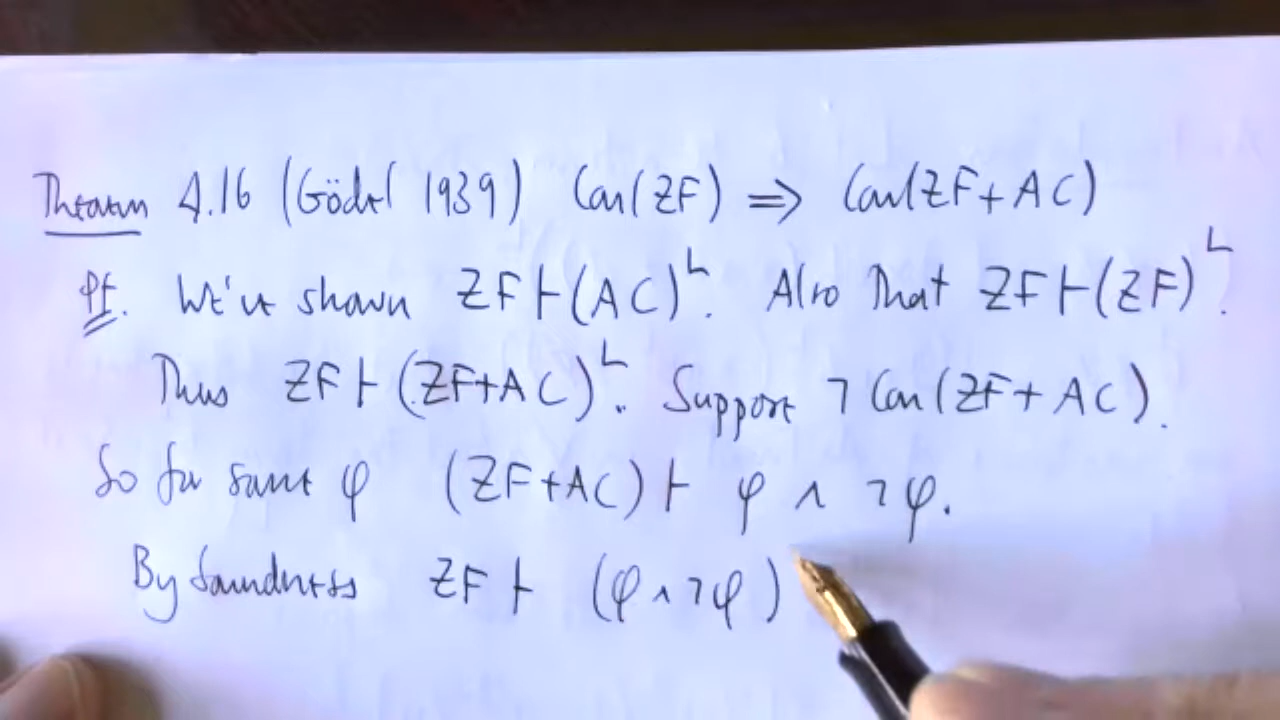 Theorem 4.16 (Gödel 1939) Con(ZF) ⇒ Con(ZF+AC)
Pf. We've shown ZF⊢(AC)^L. Also that ZF⊢(ZF)^L.
Thus ZF⊢(ZF+AC)^L. Suppose ¬Con(ZF+AC).
So for some φ (ZF+AC)⊢ φ ∧ ¬φ.
By Soundness ZF⊢ (φ∧¬φ)